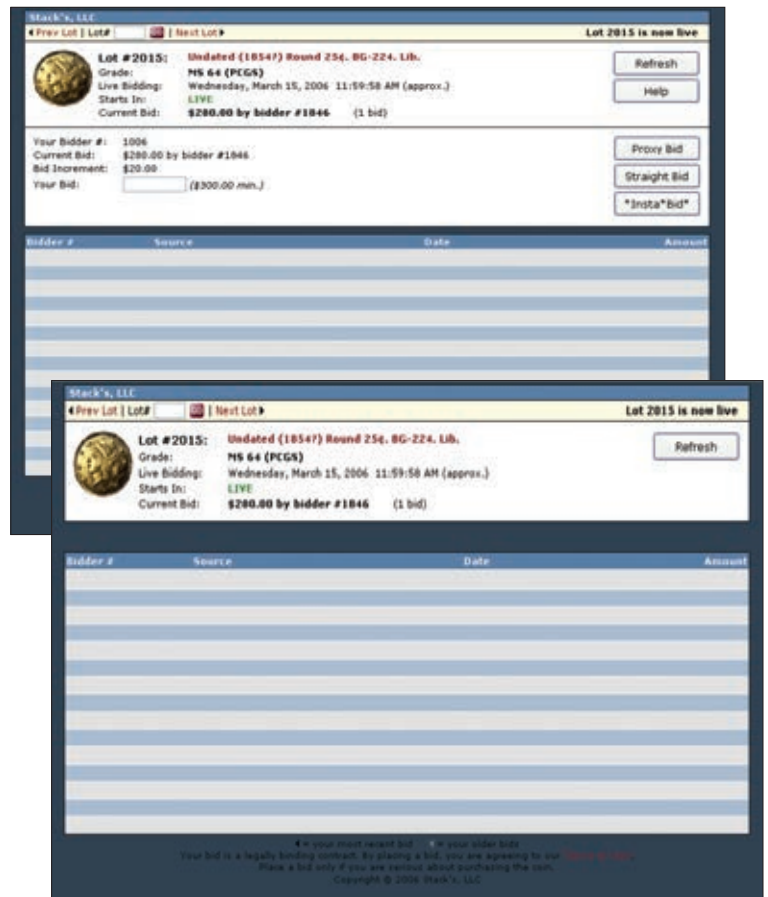 Stack's, LLC
Prev Lot | Lot# | Next Lot Lot 2015 is now live
Lot #2015: Undated (1854?) Round 25¢. BG-224. Lib.
Grade: MS 64 (PCGS)
Live Bidding: Wednesday, March 15, 2006 11:59:58 AM (approx.)
Starts In: LIVE
Current Bid: $280.00 by bidder #1846 (1 bid)
Refresh
Help
Your Bidder #: 1006
Current Bid: $280.00 by bidder #1846
Bid Increment: $20.00
Your Bid: ($300.00 min.)
Proxy Bid
Straight Bid
*Insta*Bid*
Bidder # Source Date Amount
Stack's, LLC
Prev Lot | Lot# | Next Lot Lot 2015 is now live
Lot #2015: Undated (1854?) Round 25¢. BG-224. Lib.
Grade: MS 64 (PCGS)
Live Bidding: Wednesday, March 15, 2006 11:59:58 AM (approx.)
Starts In: LIVE
Current Bid: $280.00 by bidder #1846 (1 bid)
Refresh
Bidder # Source Date Amount
= your most recent bid = your older bids
Your bid is a legally binding contract. By placing a bid, you are agreeing to our
Place a bid only if you are serious about purchasing the coin.
Copyright © 2006 Stack's, LLC